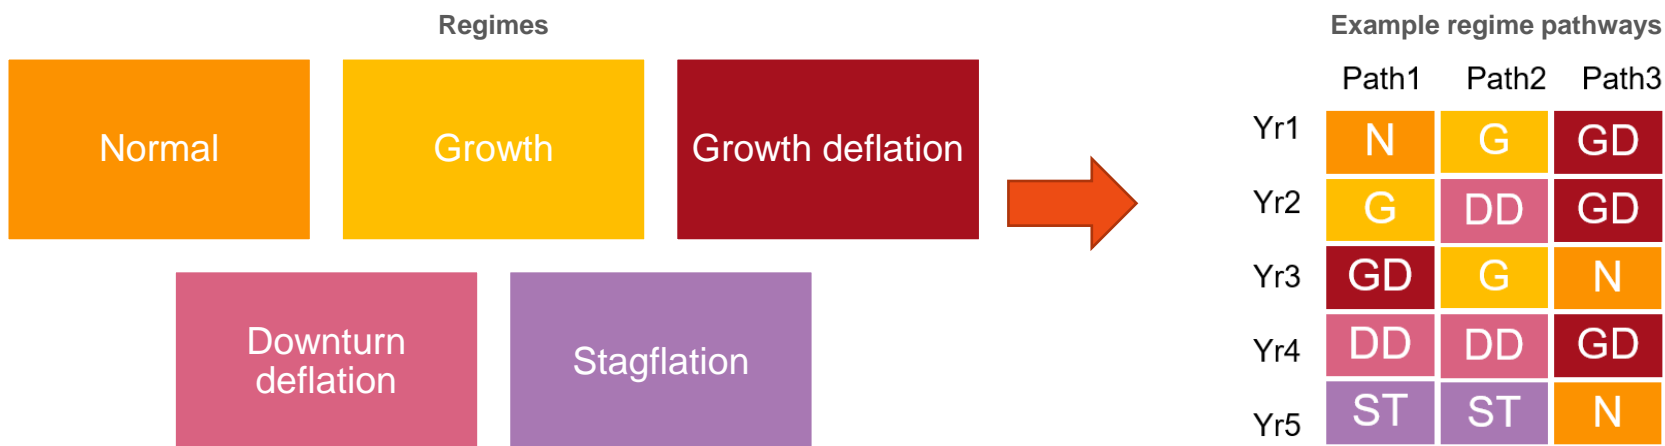 Regimes
Normal
Growth
Growth deflation
Downturn
deflation
Stagflation
Example regime pathways
Path1 Path2 Path3
Yr1 N G GD
Yr2 G DD GD
Yr3 GD G N
Yr4 DD DD GD
Yr5 ST ST N